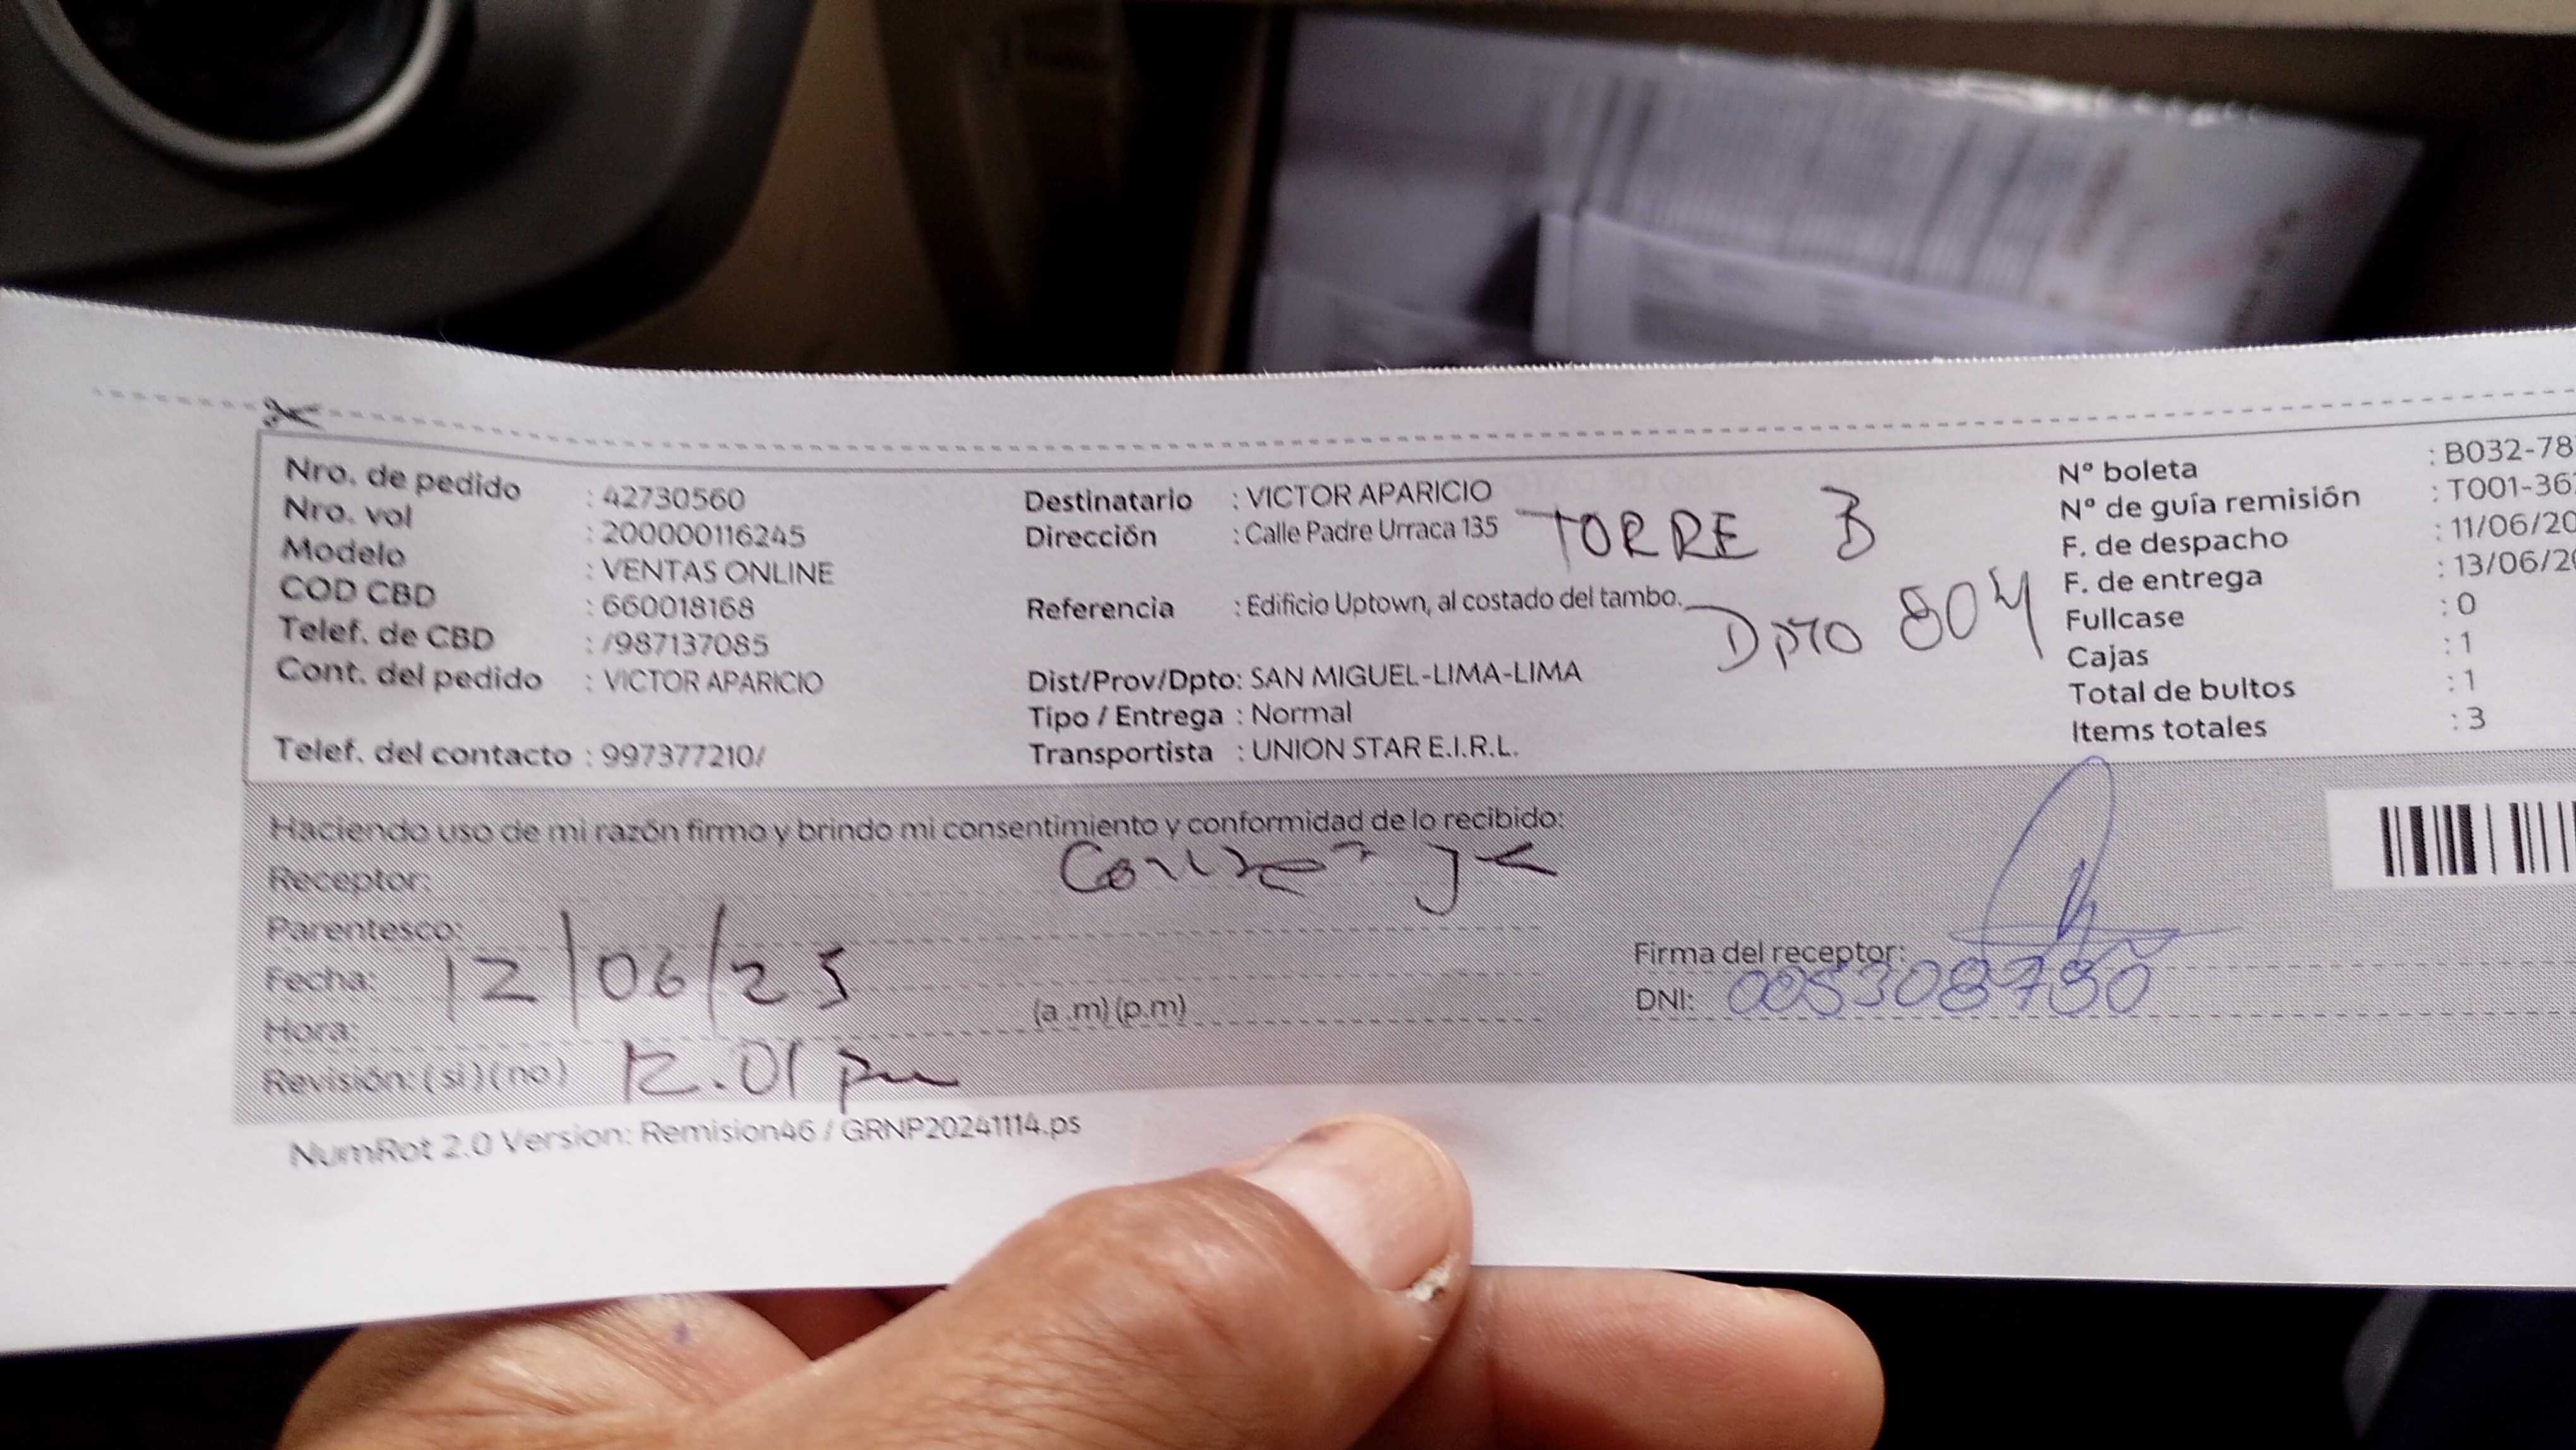 Nro. de pedido : 42730560
Nro. vol : 200000116245
Modelo : VENTAS ONLINE
COD CBD : 660018168
Telef. de CBD : /987137085
Cont. del pedido : VICTOR APARICIO
Telef. del contacto : 997377210/
Destinatario : VICTOR APARICIO
Dirección : Calle Padre Urraca 135 TORRE B
Referencia : Edificio Uptown, al costado del tambo. Dpto 804
Dist/Prov/Dpto: SAN MIGUEL-LIMA-LIMA
Tipo / Entrega : Normal
Transportista : UNION STAR E.I.R.L.
Nº boleta : B032-78
Nº de guía remisión : T001-36
F. de despacho : 11/06/20
F. de entrega : 13/06/20
Fullcase : 0
Cajas : 1
Total de bultos : 1
Items totales : 3
Haciendo uso de mi razón firmo y brindo mi consentimiento y conformidad de lo recibido:
Receptor:
Parentesco:
Fecha: 12/06/25
Hora: (a.m) (p.m)
Revisión: (si) (no) 12.01 pm
Firma del receptor:
DNI: 005308750
NumRot 2.0 Version: Remision46 / GRNP20241114.ps